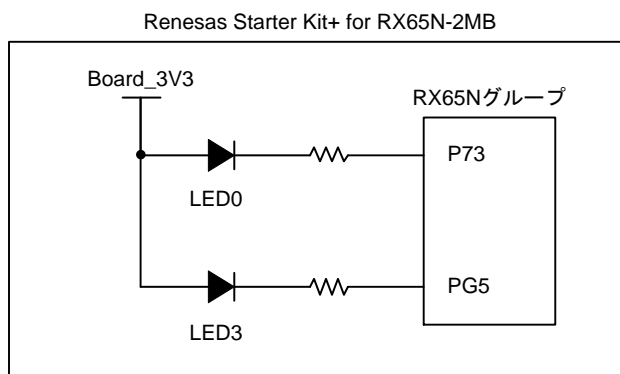 Renesas Starter Kit+ for RX65N-2MB
Board_3V3
RX65Nグループ
P73
LED0
PG5
LED3